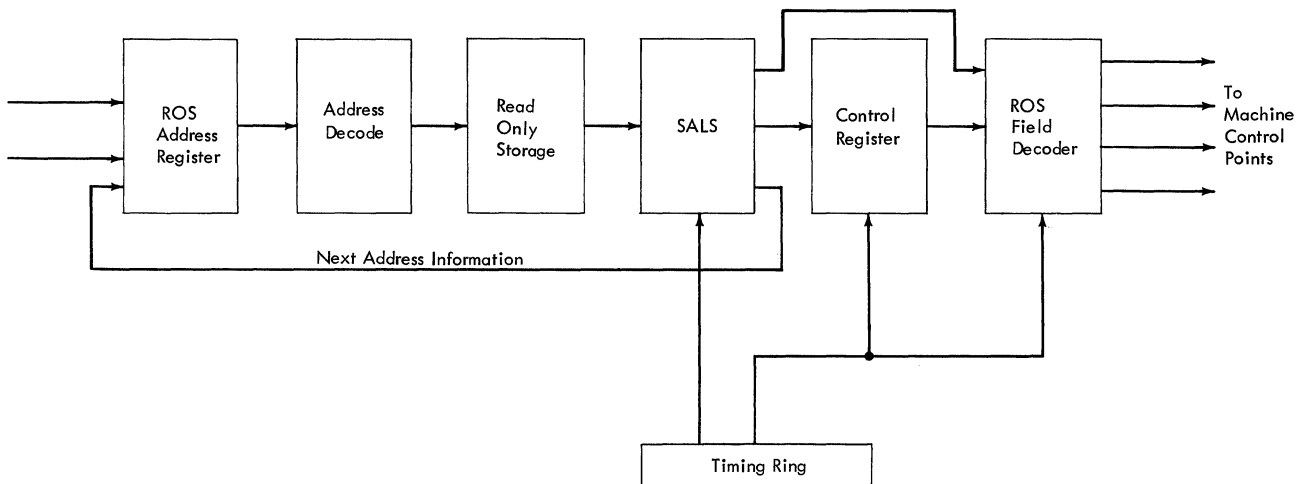 ROS
Address
Register
Address
Decode
Read
Only
Storage
SALS
Control
Register
ROS
Field
Decoder
To
Machine
Control
Points
Next Address Information
Timing Ring